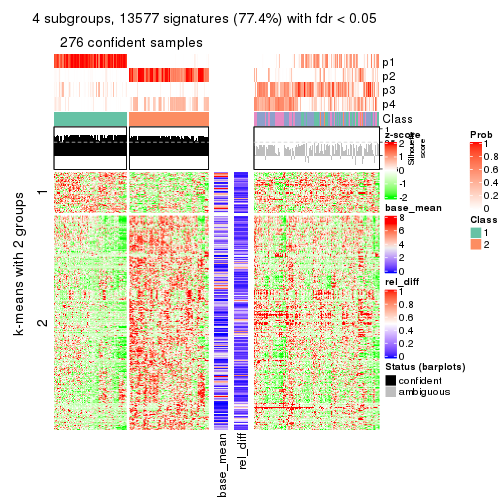 4 subgroups, 13577 signatures (77.4%) with fdr < 0.05
276 confident samples
p1
p2
p3
p4
Class
1
Silhouette
score
k-means with 2 groups
1
2
base_mean
rel_diff
z-score
2
1
0
-1
-2
base_mean
8
6
4
2
0
rel_diff
1
0.8
0.6
0.4
0.2
0
Status (barplots)
confident
ambiguous
Prob
1
0.8
0.6
0.4
0.2
0
Class
1
2